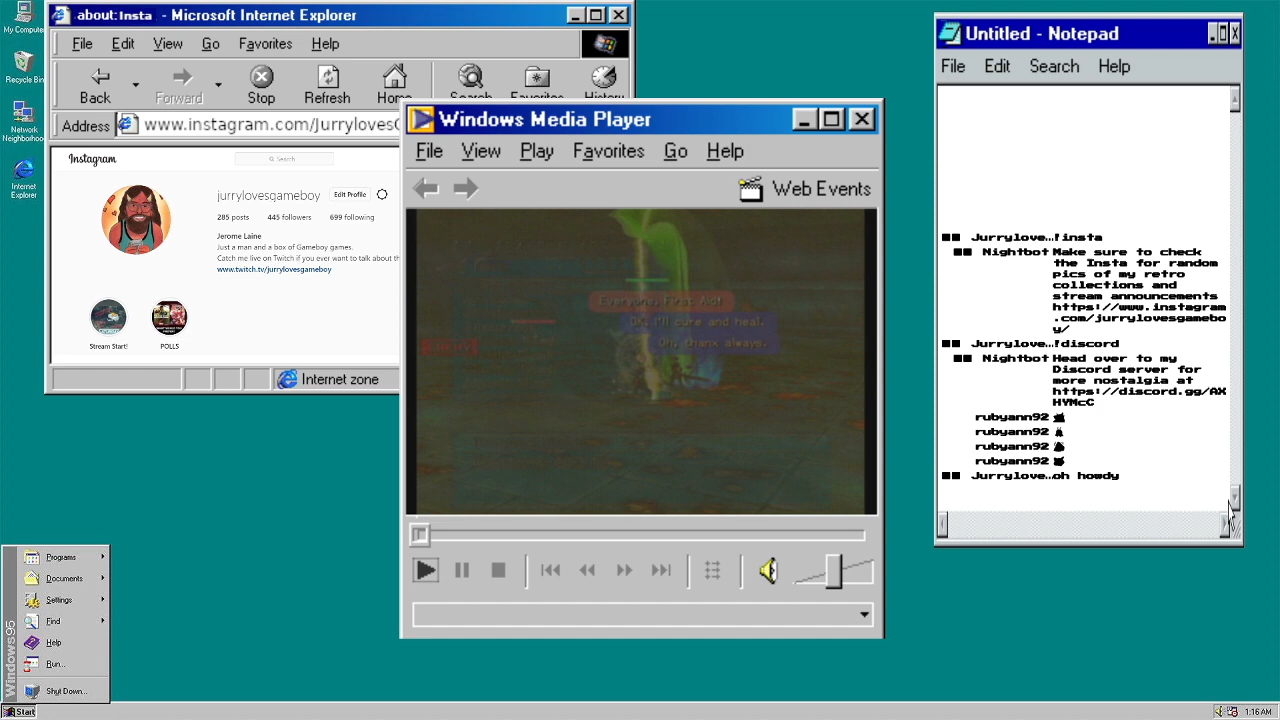 My Compute
Recycle Bin
Network
Neighborhoo
Internet
Explorer
about:Insta - Microsoft Internet Explorer
File Edit View Go Favorites Help
Back Forward Stop Refresh Home Search Favorites History
Address www.instagram.com/JurrylovesG
Instagram
Search
jurrylovesgameboy Edit Profile
285 posts 445 followers 699 following
Jerome Laine
Just a man and a box of Gameboy games.
Catch me live on Twitch if you ever want to talk about th
www.twitch.tv/jurrylovesgameboy
Stream Start! POLLS
Internet zone
Windows Media Player
File View Play Favorites Go Help
Web Events
Everyone, First Aid!
OK, I'll cure and heal.
Oh, thanx always.
Untitled - Notepad
File Edit Search Help
Jurrylove…!insta
Nightbot Make sure to check
the Insta for random
pics of my retro
collections and
stream announcements
https://www.instagram
.com/jurrylovesgamebo
y/
Jurrylove…!discord
Nightbot Head over to my
Discord server for
more nostalgia at
https://discord.gg/AX
HYMcC
rubyann92
rubyann92
rubyann92
rubyann92
Jurrylove…oh howdy
Windows95
Programs
Documents
Settings
Find
Help
Run...
Shut Down...
Start
1:16 AM